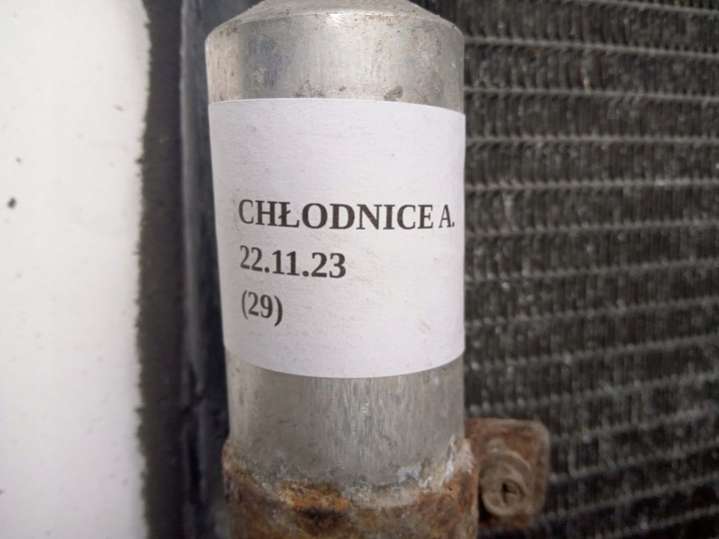 CHŁODNICE A.
22.11.23
(29)